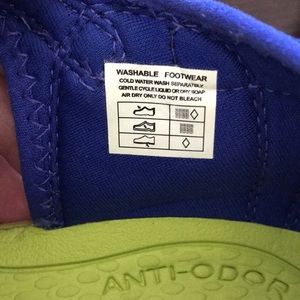 WASHABLE FOOTWEAR
COLD WATER WASH SEPARATELY
GENTLE CYCLE LIQUID OR DRY SOAP
AIR DRY ONLY DO NOT BLEACH
ANTI-ODOR